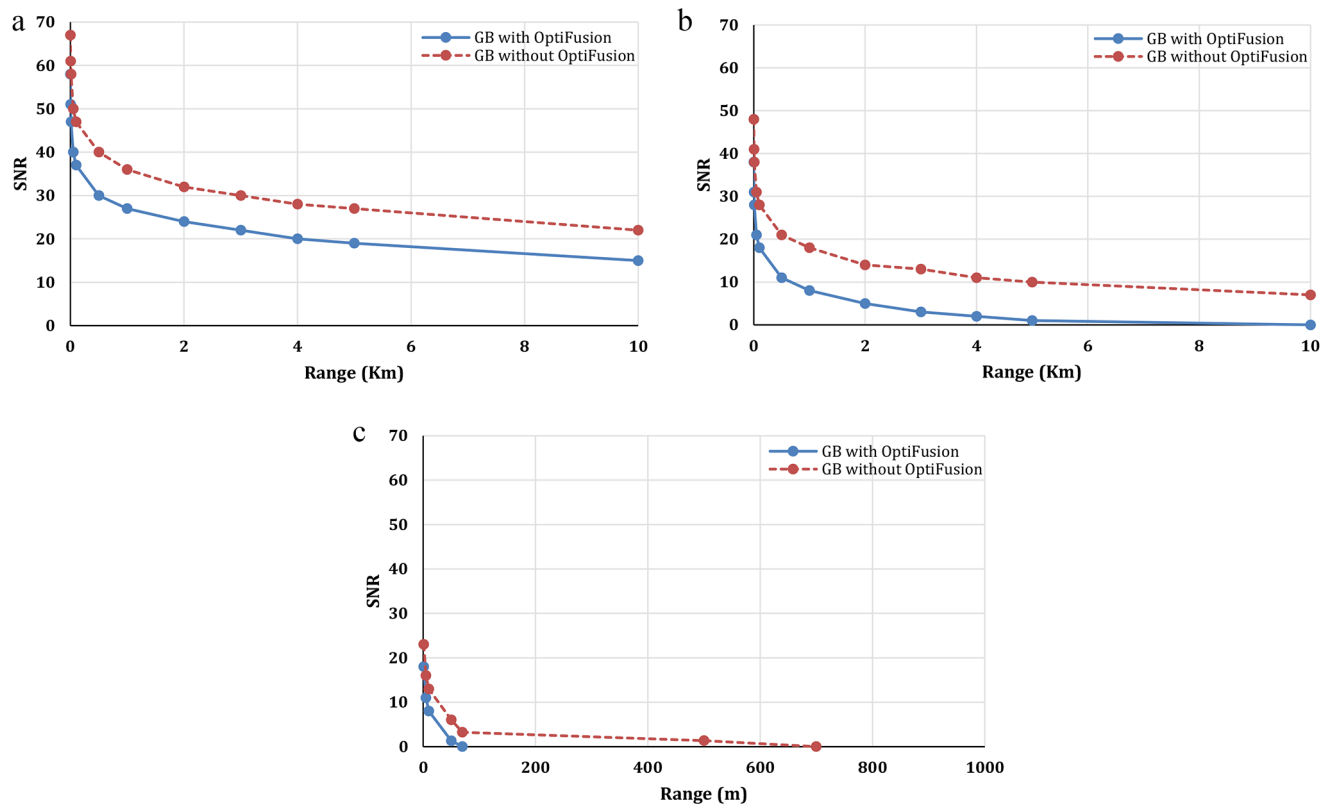 a
GB with OptiFusion
GB without OptiFusion
70
60
50
40
30
20
10
0
SNR
0 2 4 6 8 10
Range (Km)
b
GB with OptiFusion
GB without OptiFusion
70
60
50
40
30
20
10
0
SNR
0 2 4 6 8 10
Range (Km)
c
GB with OptiFusion
GB without OptiFusion
70
60
50
40
30
20
10
0
SNR
0 200 400 600 800 1000
Range (m)